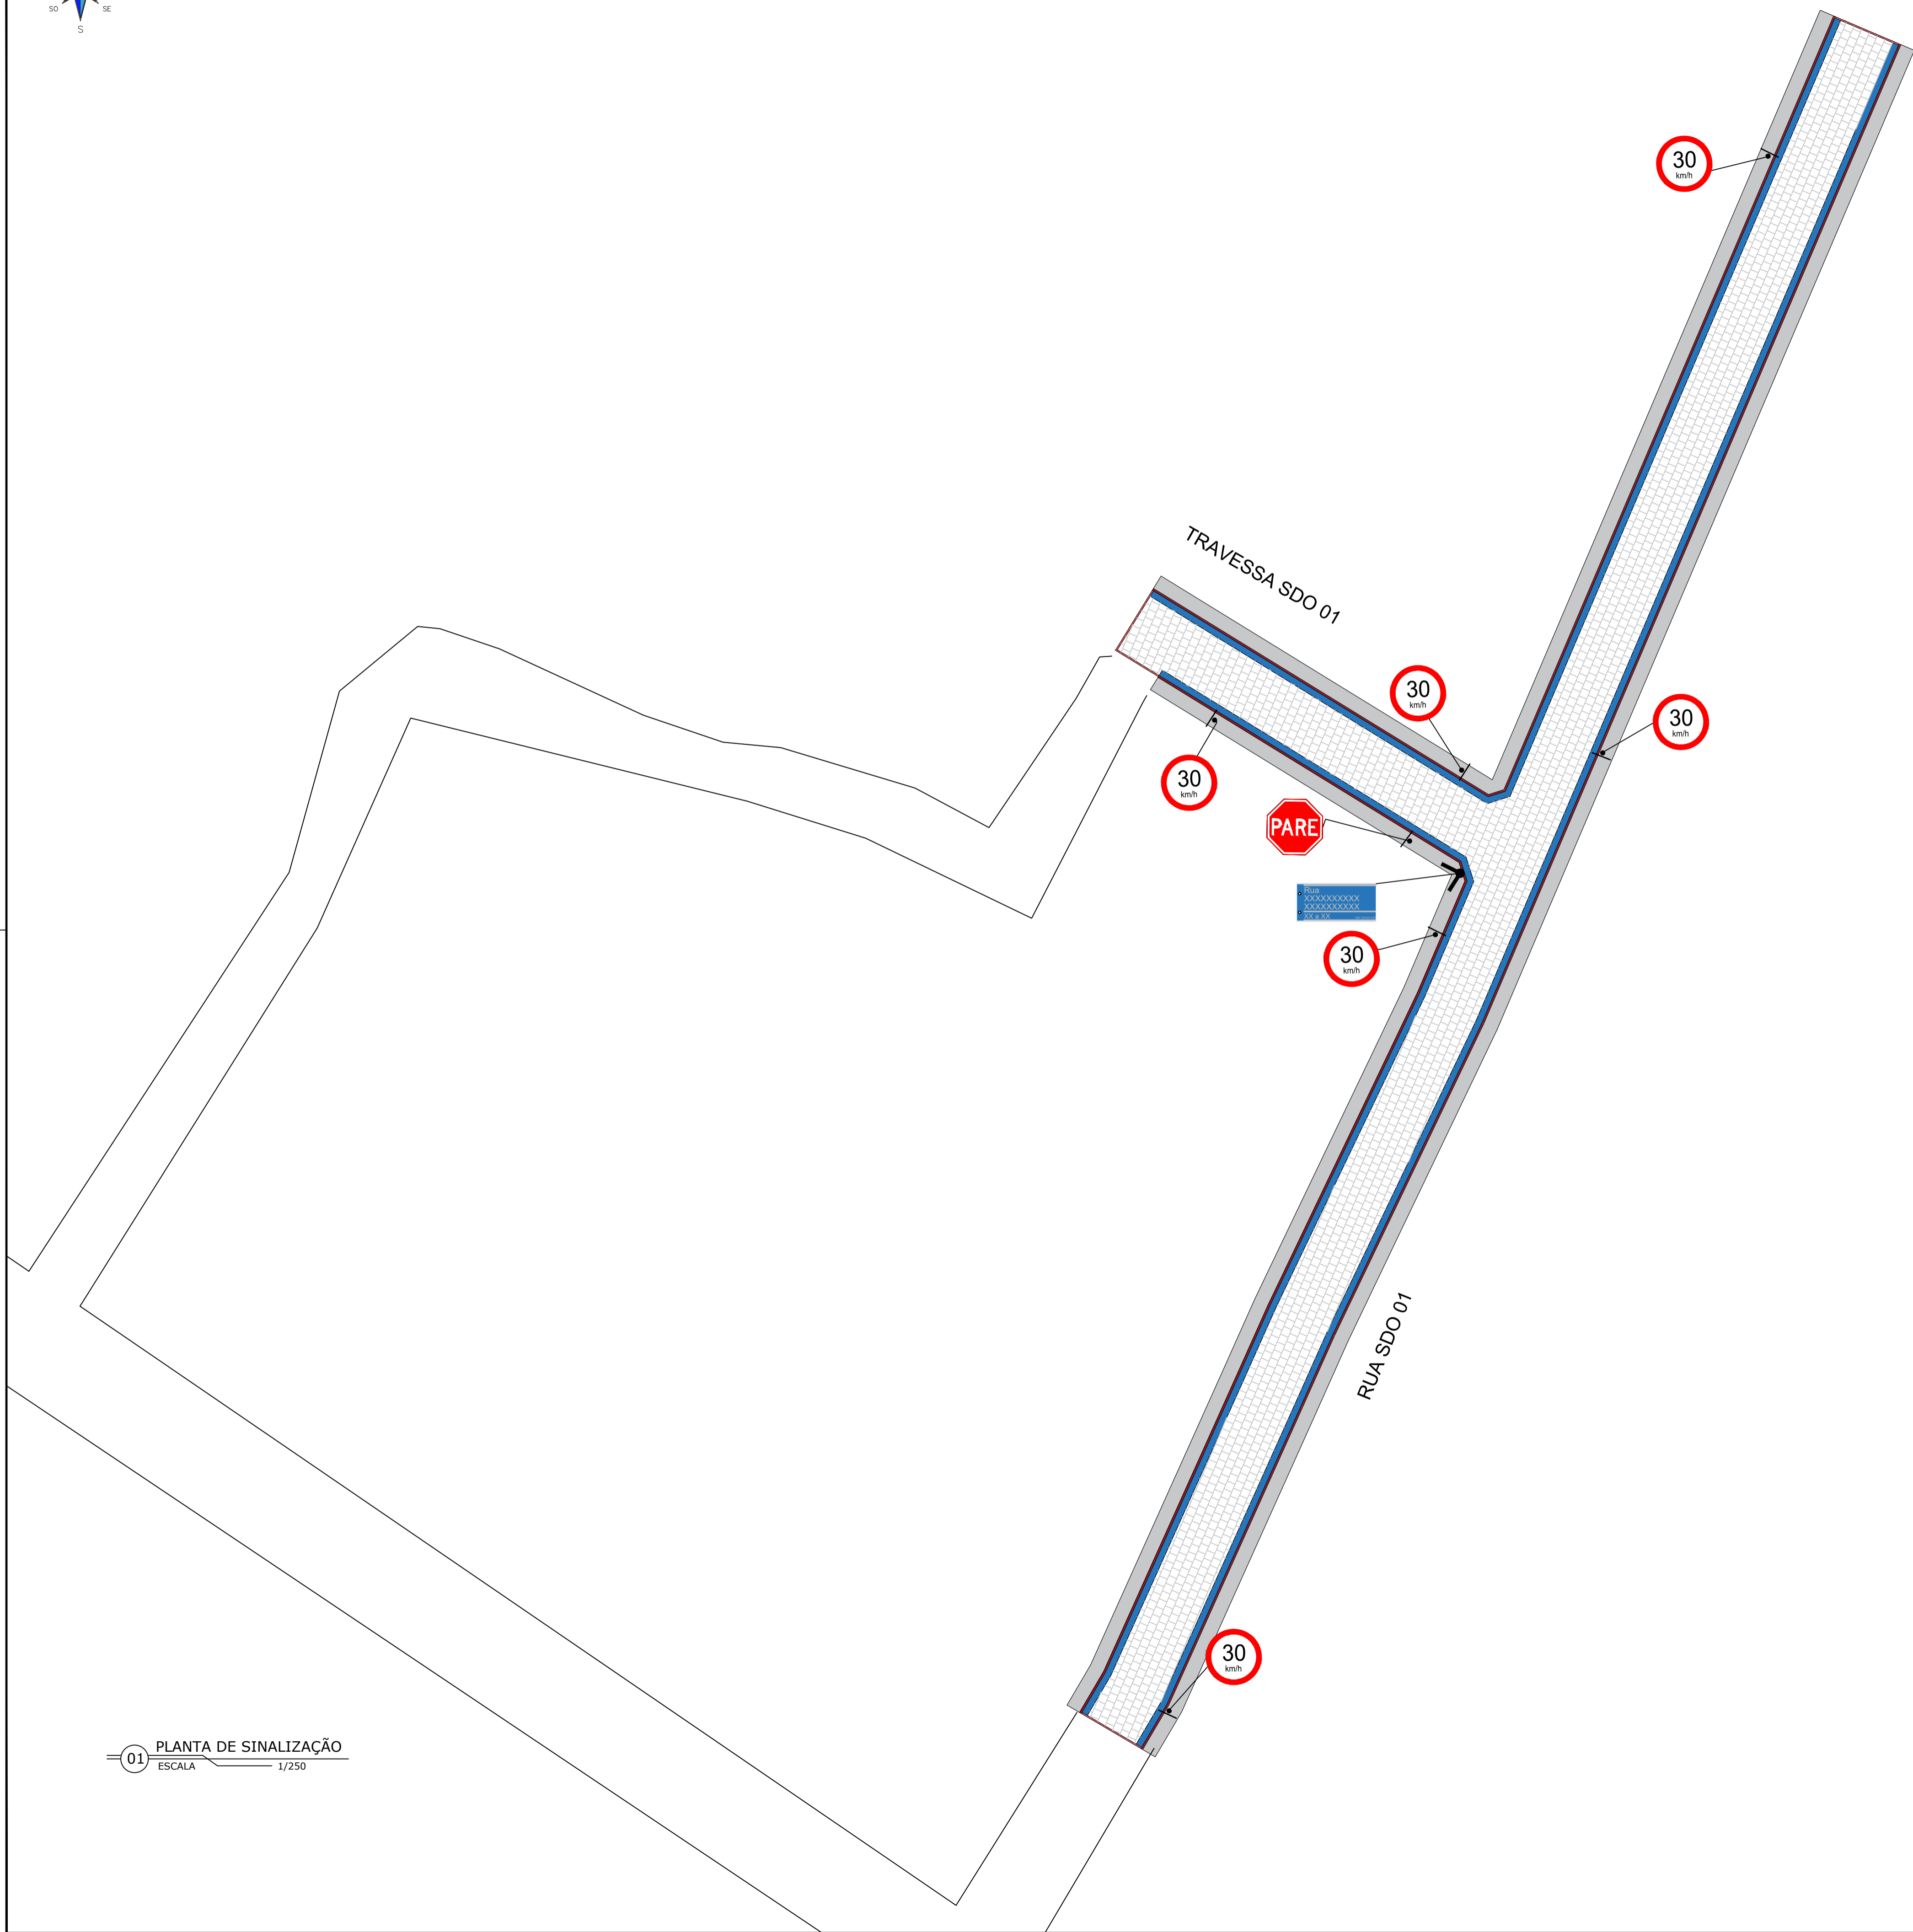 SO
SE
S
30
km/h
TRAVESSA SDO 01
30
km/h
30
km/h
30
km/h
PARE
Rua
XXXXXXXXXX
XXXXXXXXXX
XX a XX
30
km/h
RUA SDO 01
30
km/h
01
PLANTA DE SINALIZAÇÃO
ESCALA
1/250